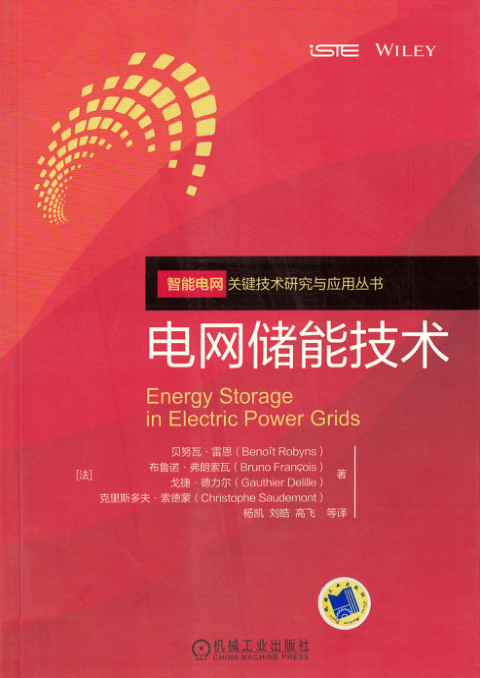 iSTE WILEY
智能电网 关键技术研究与应用丛书
电网储能技术
Energy Storage
in Electric Power Grids
贝努瓦·雷恩(Benoît Robyns)
布鲁诺·弗朗索瓦(Bruno François)
[法] 著
戈捷·德力尔(Gauthier Delille)
克里斯多夫·索德蒙(Christophe Saudemont)
杨凯 刘皓 高飞 等译
机械工业出版社
CHINA MACHINE PRESS